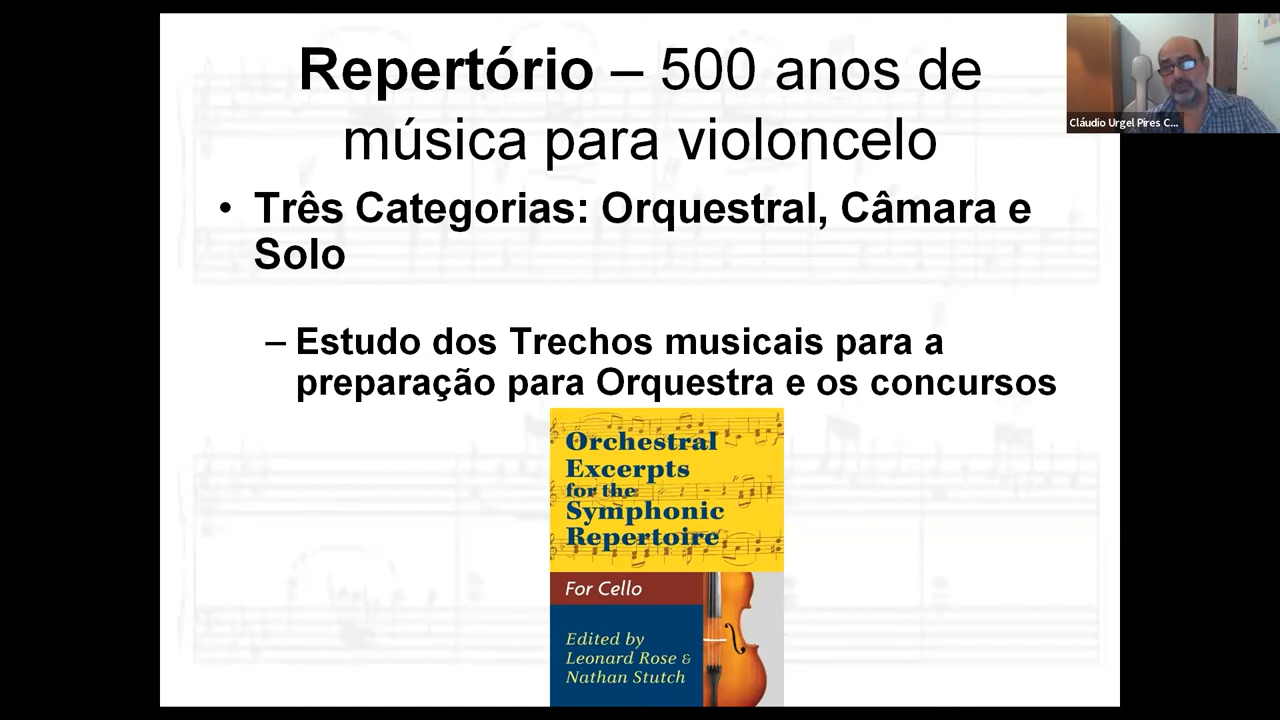 Repertório – 500 anos de
música para violoncelo
• Três Categorias: Orquestral, Câmara e
Solo
– Estudo dos Trechos musicais para a
preparação para Orquestra e os concursos
Orchestral
Excerpts
for the
Symphonic
Repertoire
For Cello
Edited by
Leonard Rose &
Nathan Stutch
Cláudio Urgel Pires C...